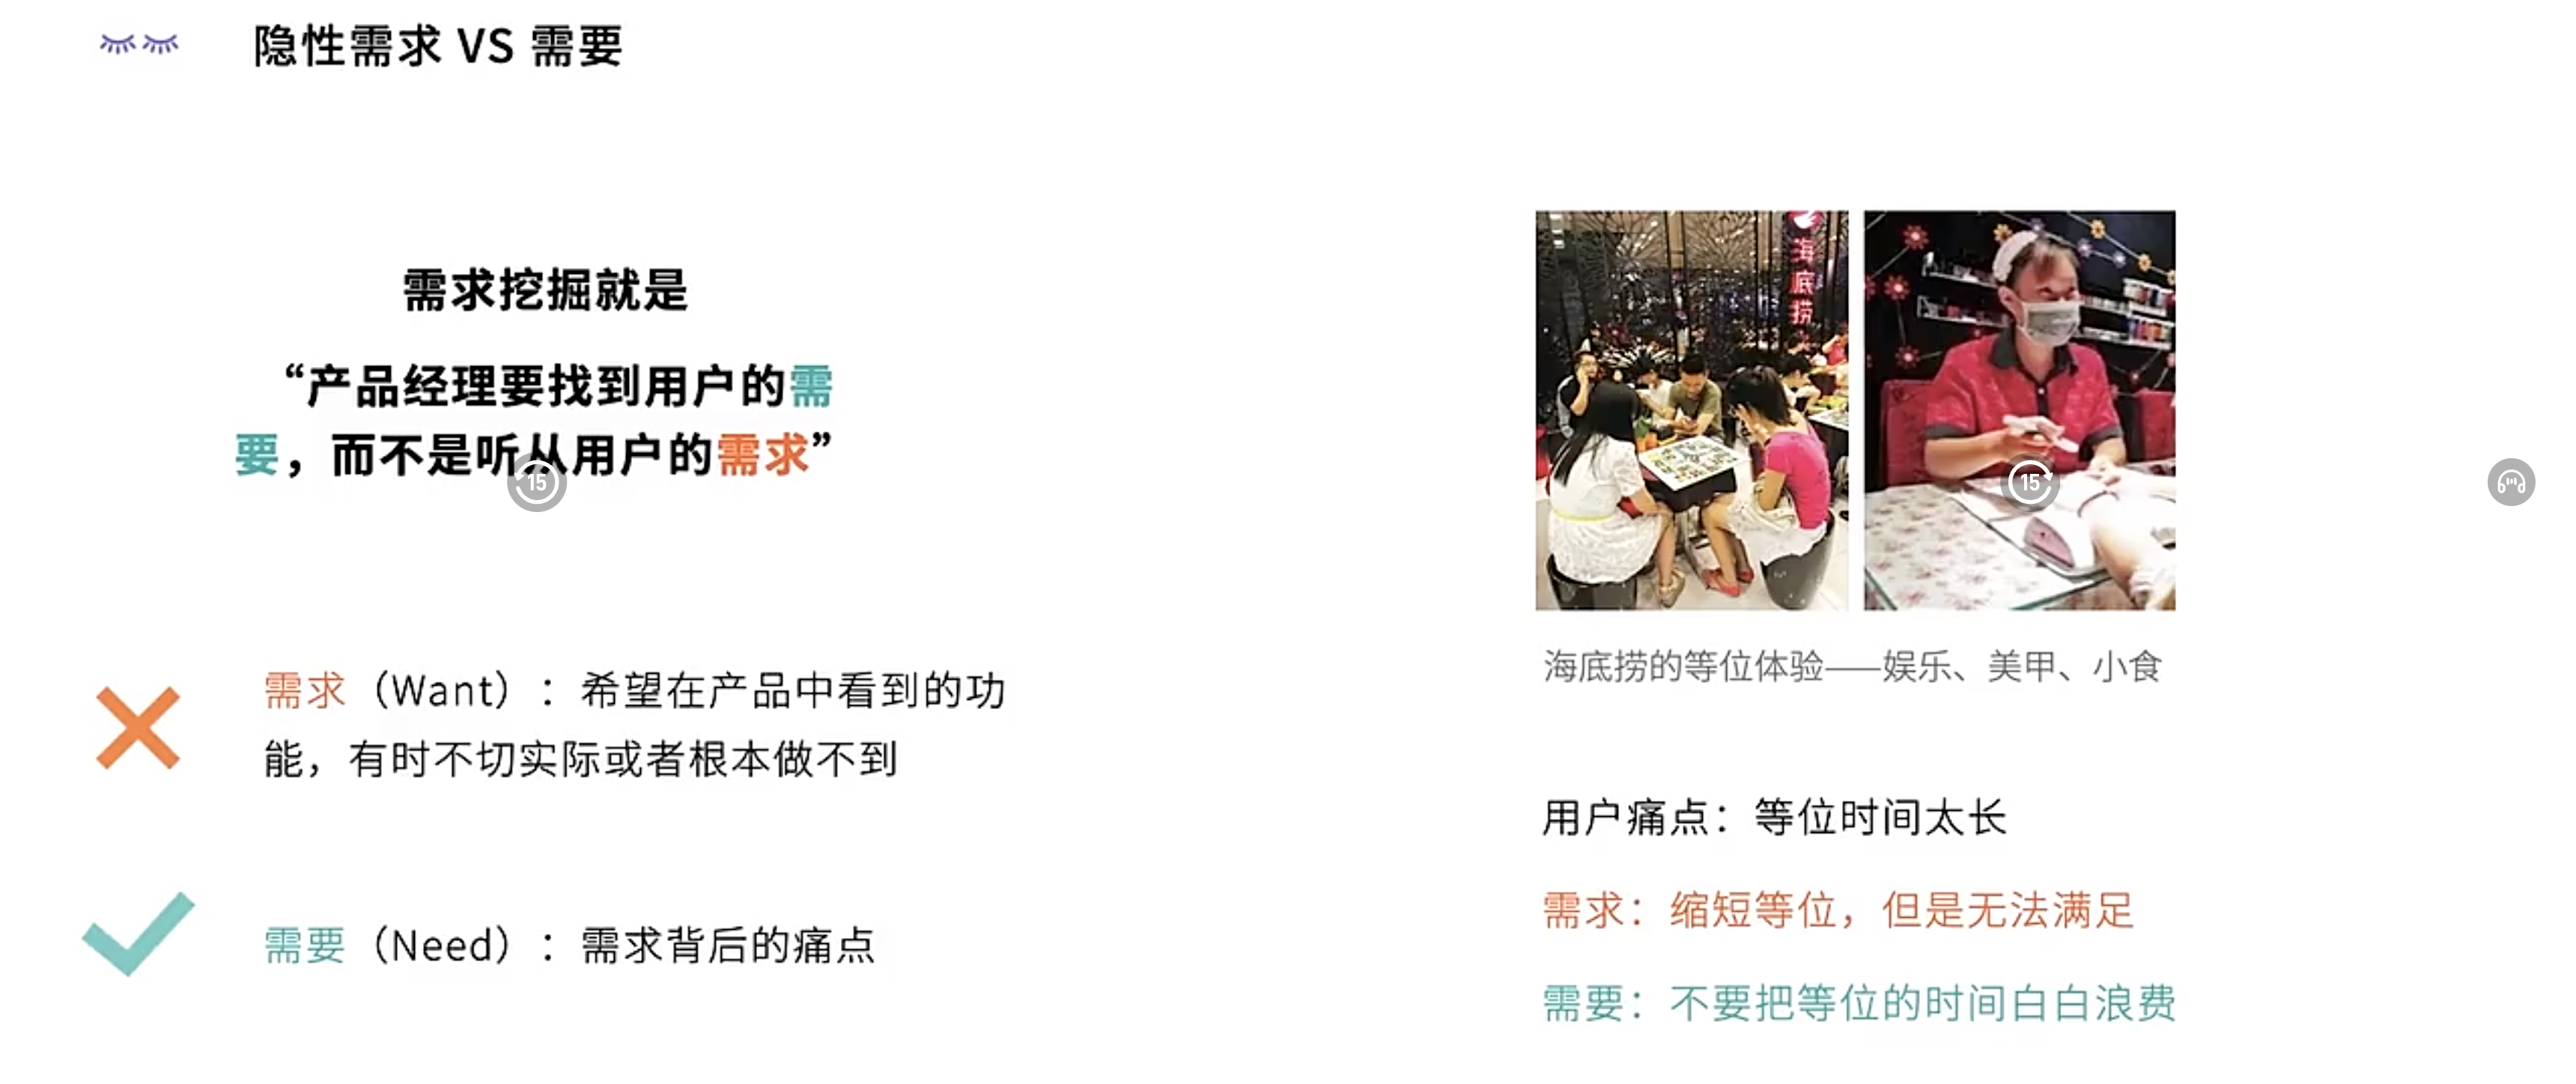 隐性需求 VS 需要
需求挖掘就是
“产品经理要找到用户的需
要，而不是听从用户的需求”
15
需求（Want）：希望在产品中看到的功
能，有时不切实际或者根本做不到
需要（Need）：需求背后的痛点
海底捞
15
海底捞的等位体验——娱乐、美甲、小食
用户痛点：等位时间太长
需求：缩短等位，但是无法满足
需要：不要把等位的时间白白浪费